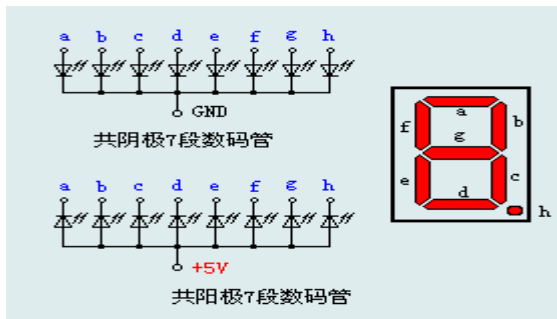 a b c d e f g h
GND
共阴极7段数码管
a b c d e f g h
+5V
共阳极7段数码管
a
f b
g
e c
d
h